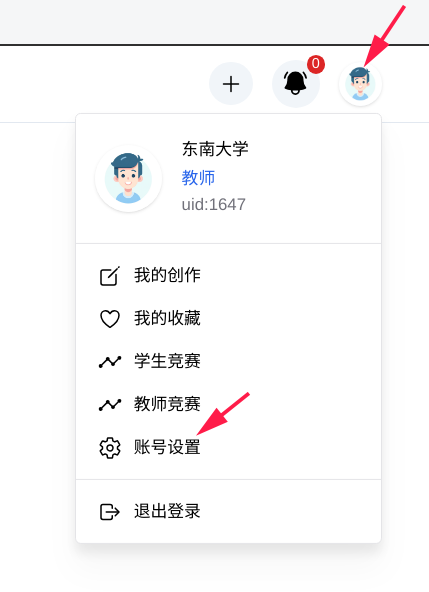 0
东南大学
教师
uid:1647
我的创作
我的收藏
学生竞赛
教师竞赛
账号设置
退出登录